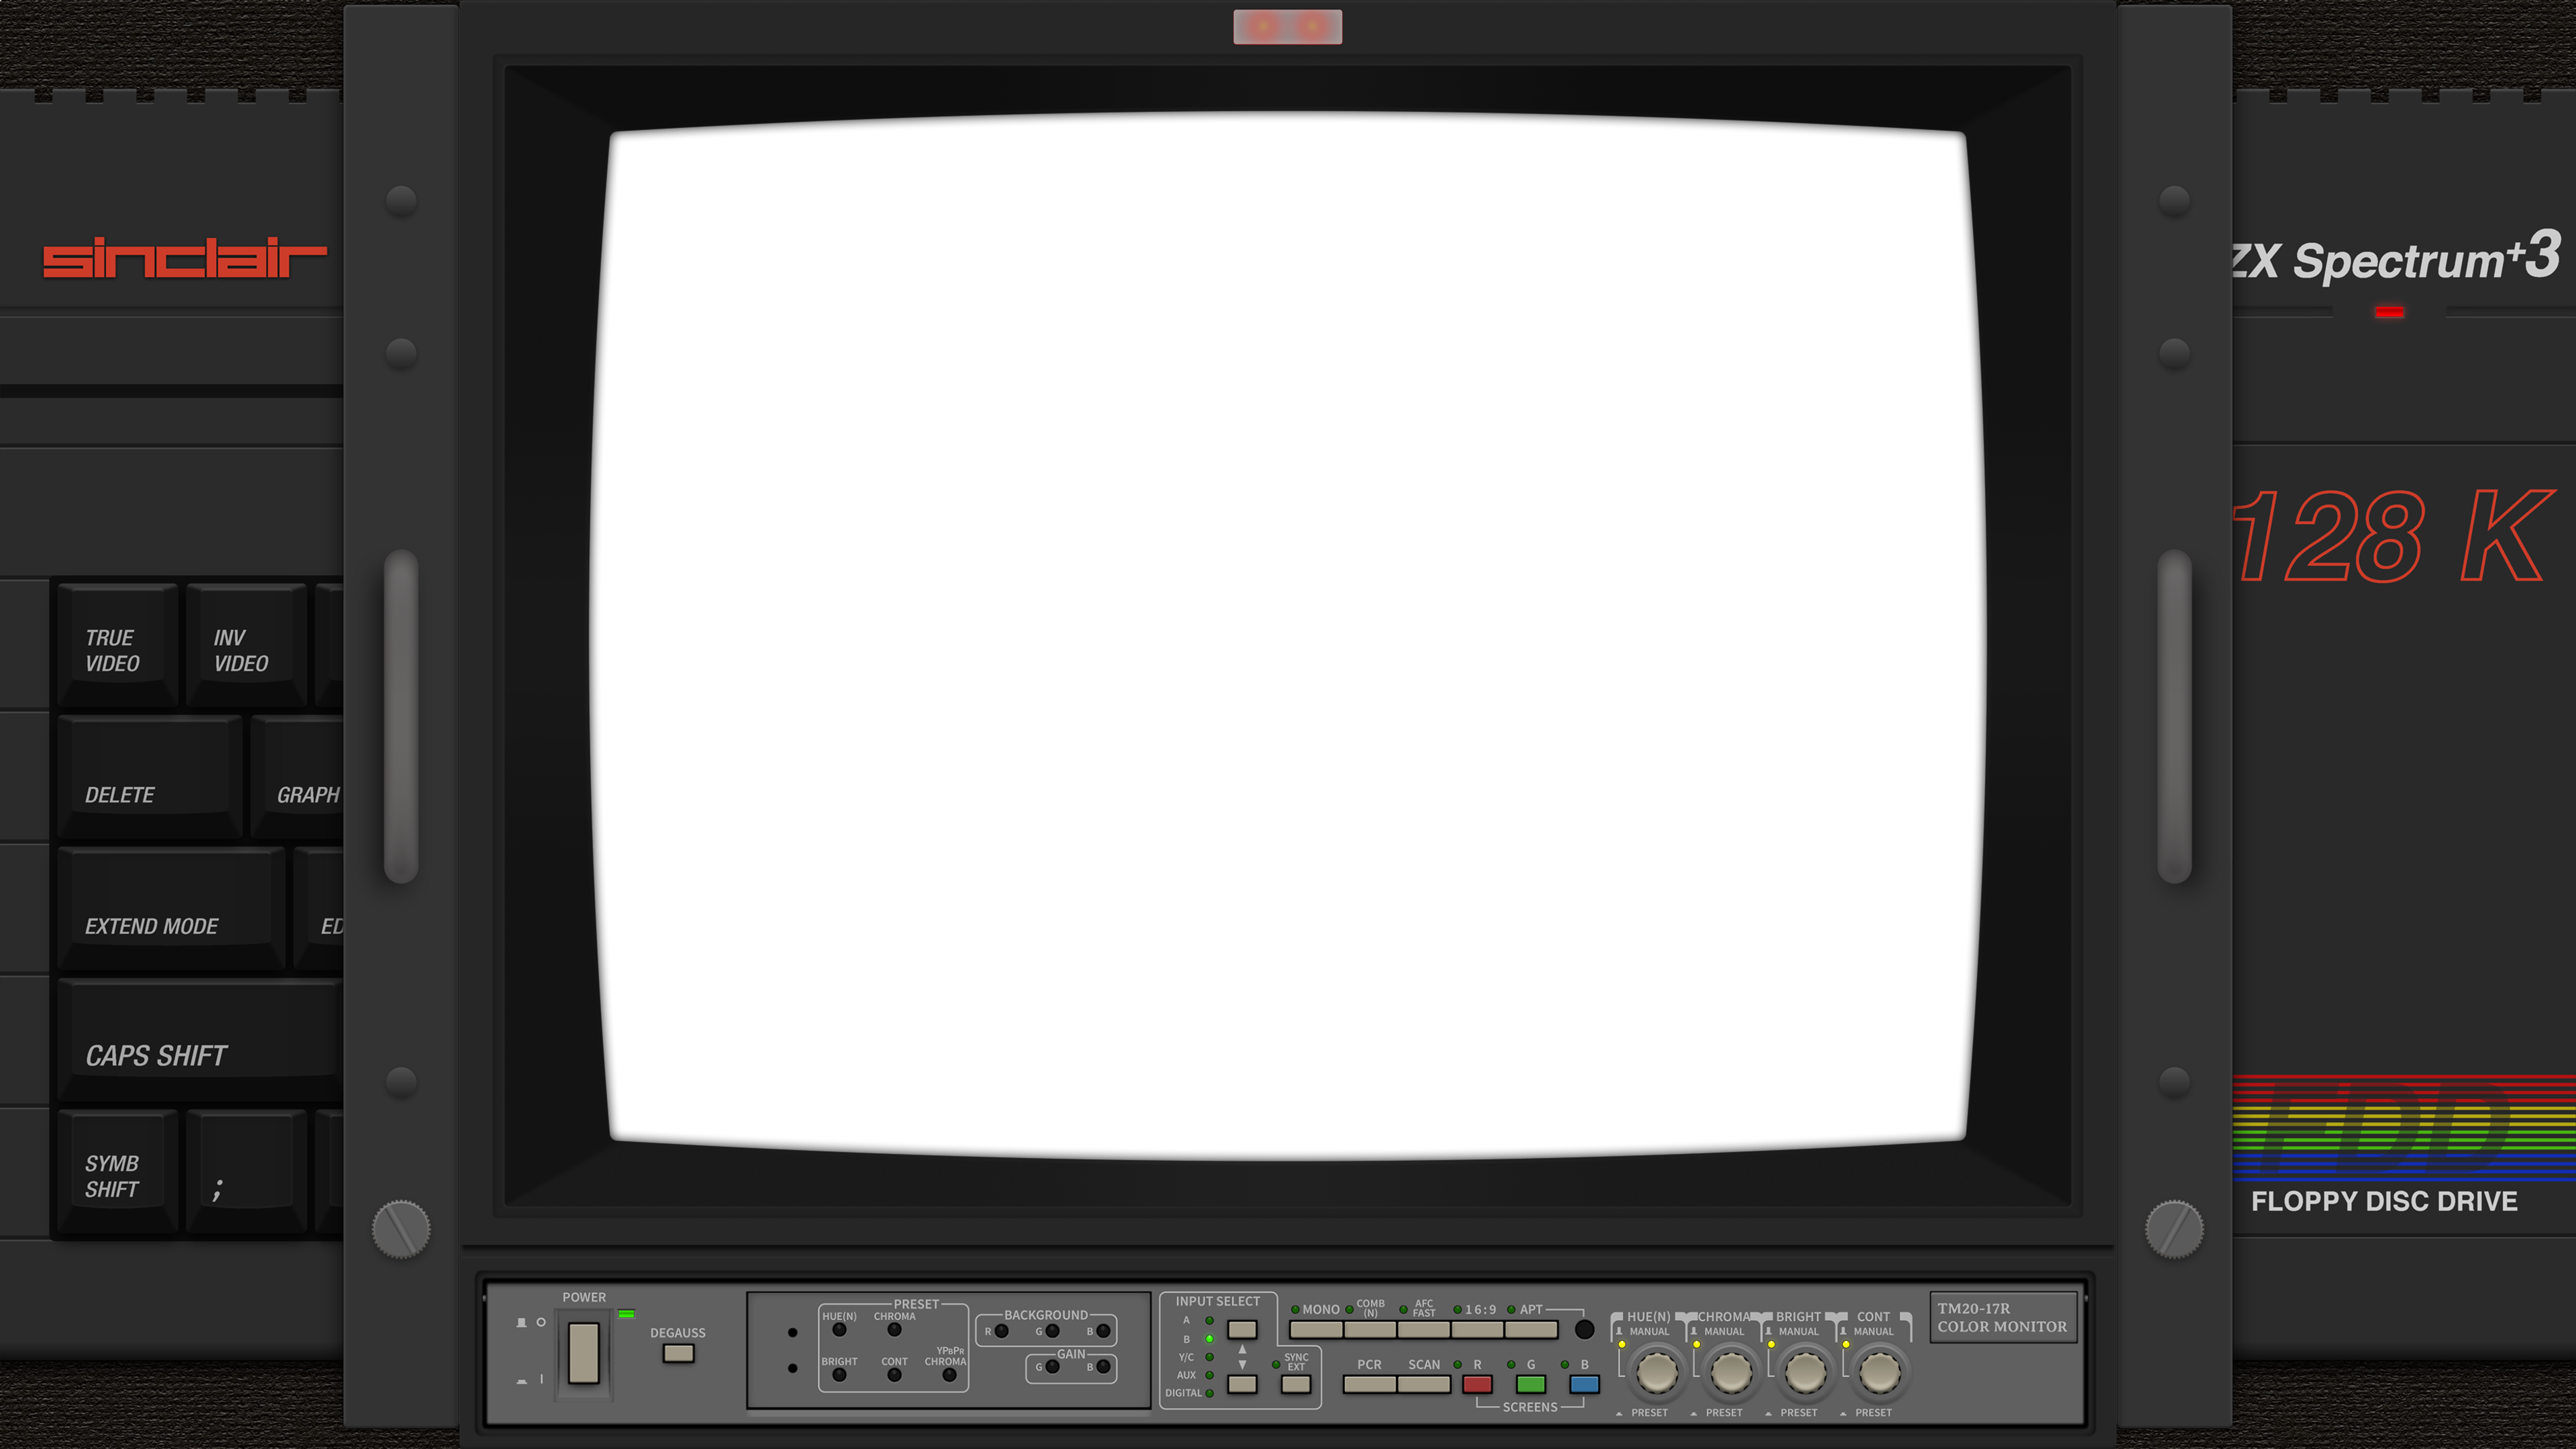 sinclair
TRUE
VIDEO
INV
VIDEO
DELETE
GRAPH
EXTEND MODE
ED
CAPS SHIFT
SYMB
SHIFT
;
ZX Spectrum+3
128 K
FDD
FLOPPY DISC DRIVE
POWER
DEGAUSS
PRESET
HUE(N)
CHROMA
BRIGHT
CONT
YPBPR
CHROMA
BACKGROUND
R
G
B
GAIN
G
B
INPUT SELECT
A
B
Y/C
AUX
DIGITAL
SYNC
EXT
MONO
COMB
(N)
AFC
FAST
16:9
APT
PCR
SCAN
R
G
B
SCREENS
HUE(N)
MANUAL
PRESET
CHROMA
MANUAL
PRESET
BRIGHT
MANUAL
PRESET
CONT
MANUAL
PRESET
TM20-17R
COLOR MONITOR